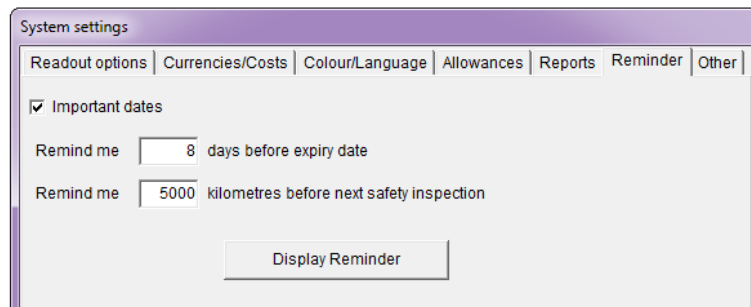 System settings
Readout options Currencies/Costs Colour/Language Allowances Reports Reminder Other
Important dates
Remind me 8 days before expiry date
Remind me 5000 kilometres before next safety inspection
Display Reminder